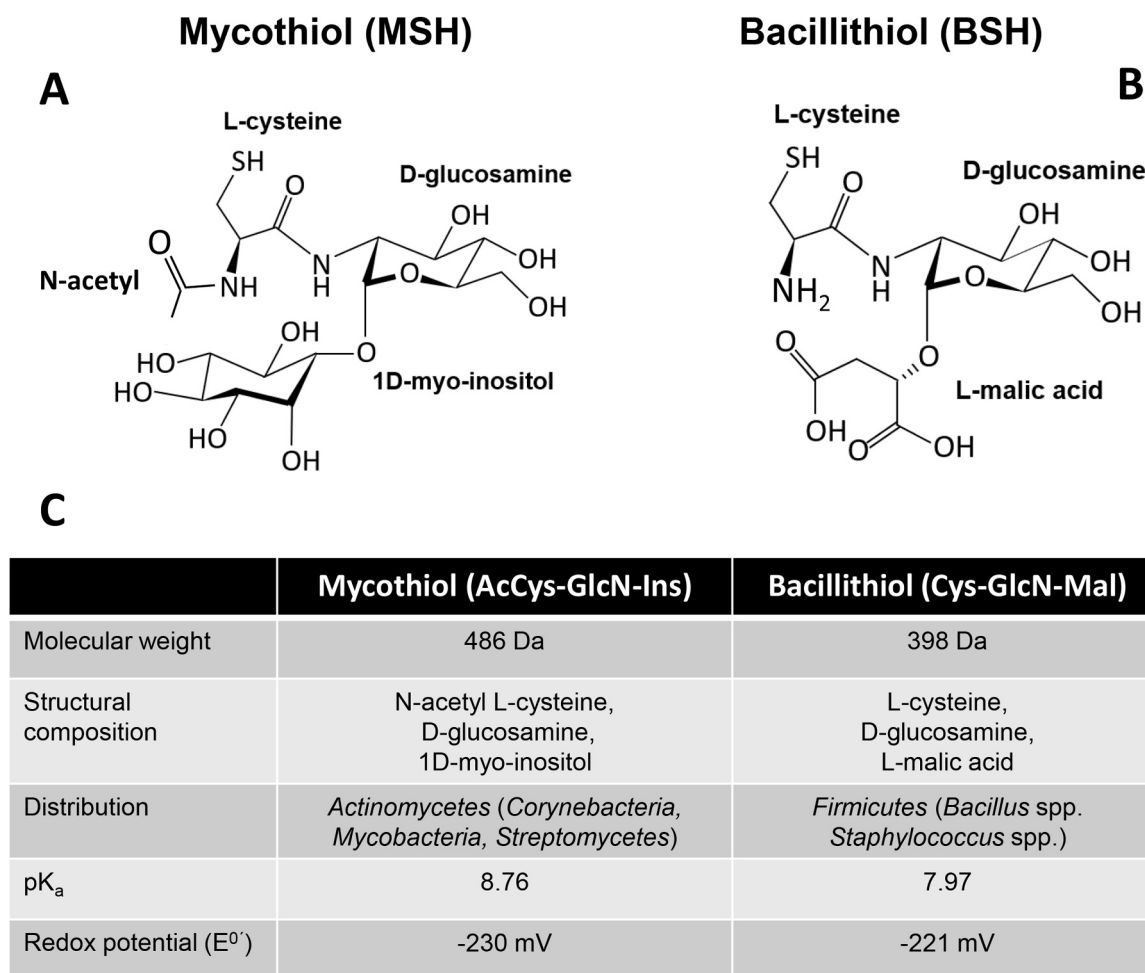 Mycothiol (MSH)
Bacillithiol (BSH)
A
B
L-cysteine
SH
O
D-glucosamine
OH
O
OH
N-acetyl
NH
N
H
O
OH
OH
HO
O
HO
1D-myo-inositol
HO
OH
L-cysteine
SH
O
D-glucosamine
OH
OH
NH2
N
H
O
OH
O
O
L-malic acid
OH
O
OH
C
Mycothiol (AcCys-GlcN-Ins)
Bacillithiol (Cys-GlcN-Mal)
Molecular weight
486 Da
398 Da
Structural
composition
N-acetyl L-cysteine,
D-glucosamine,
1D-myo-inositol
L-cysteine,
D-glucosamine,
L-malic acid
Distribution
Actinomycetes (Corynebacteria,
Mycobacteria, Streptomycetes)
Firmicutes (Bacillus spp.
Staphylococcus spp.)
pKa
8.76
7.97
Redox potential (E0´)
-230 mV
-221 mV